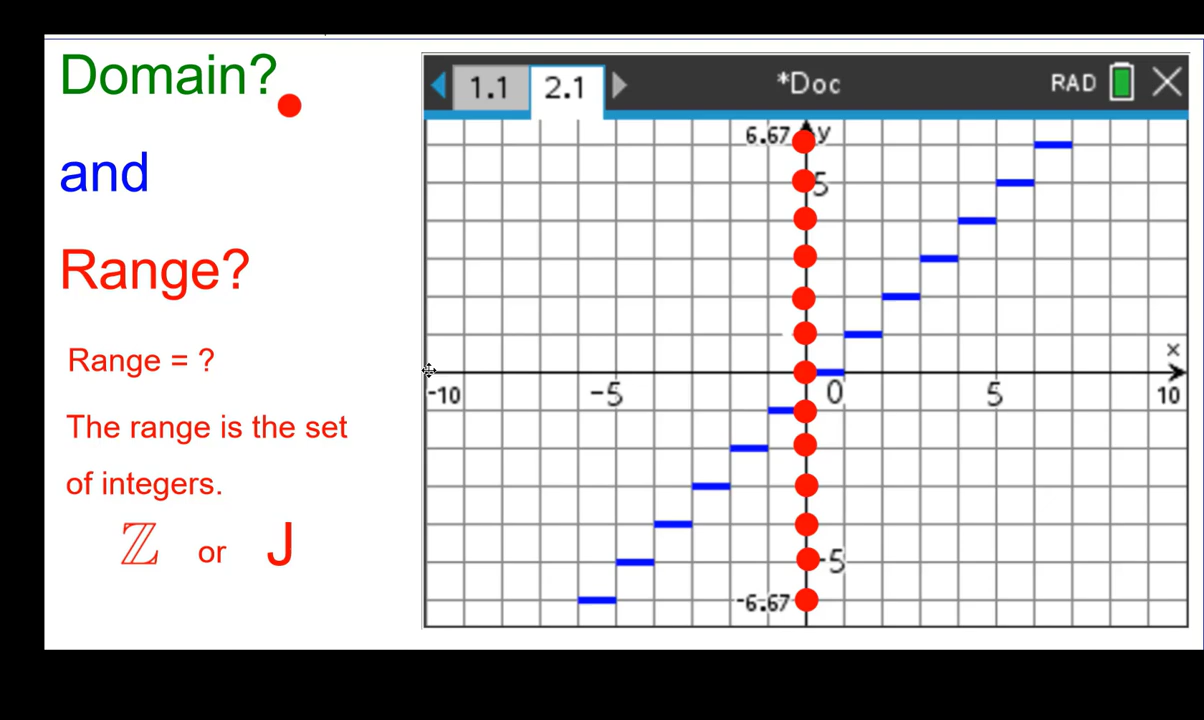 Domain?
and
Range?
Range = ?
The range is the set
of integers.
ℤ or J
1.1 2.1 *Doc RAD
6.67 y
5
x
-10 -5 0 5 10
-5
-6.67